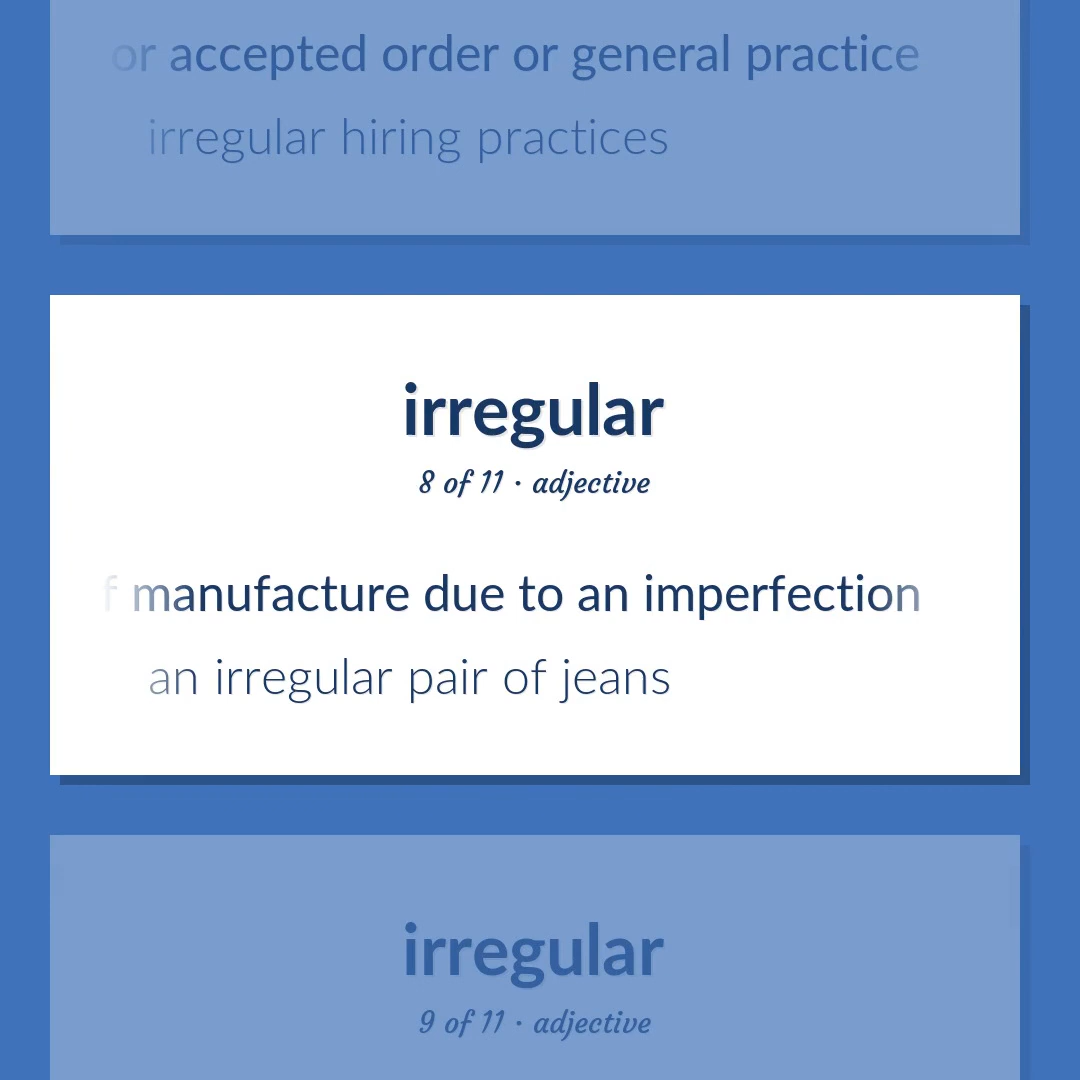 or accepted order or general practice
irregular hiring practices
irregular
8 of 11 · adjective
f manufacture due to an imperfection
an irregular pair of jeans
irregular
9 of 11 · adjective